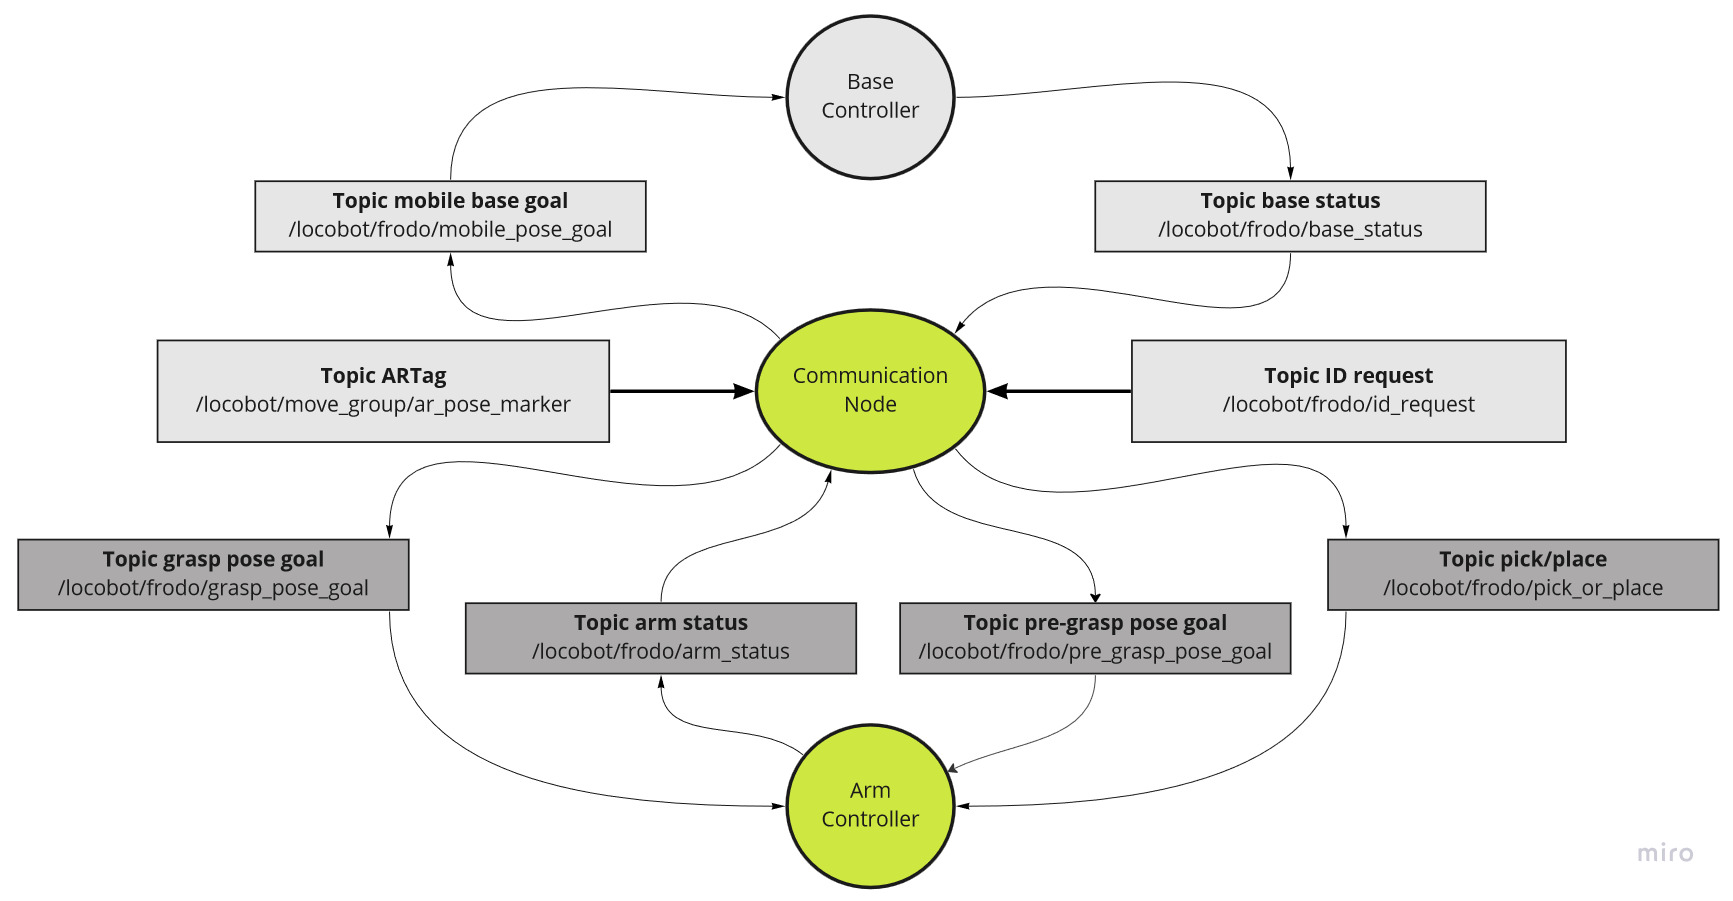 Base
Controller
Topic mobile base goal
/locobot/frodo/mobile_pose_goal
Topic base status
/locobot/frodo/base_status
Topic ARTag
/locobot/move_group/ar_pose_marker
Communication
Node
Topic ID request
/locobot/frodo/id_request
Topic grasp pose goal
/locobot/frodo/grasp_pose_goal
Topic arm status
/locobot/frodo/arm_status
Topic pre-grasp pose goal
/locobot/frodo/pre_grasp_pose_goal
Topic pick/place
/locobot/frodo/pick_or_place
Arm
Controller
miro